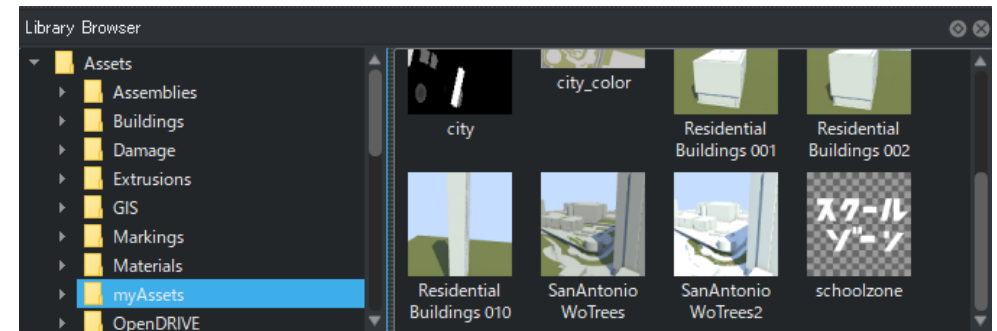 Library Browser
Assets
Assemblies
Buildings
Damage
Extrusions
GIS
Markings
Materials
myAssets
OpenDRIVE
city
city_color
Residential
Buildings 001
Residential
Buildings 002
スクール
ゾーン
Residential
Buildings 010
SanAntonio
WoTrees
SanAntonio
WoTrees2
schoolzone